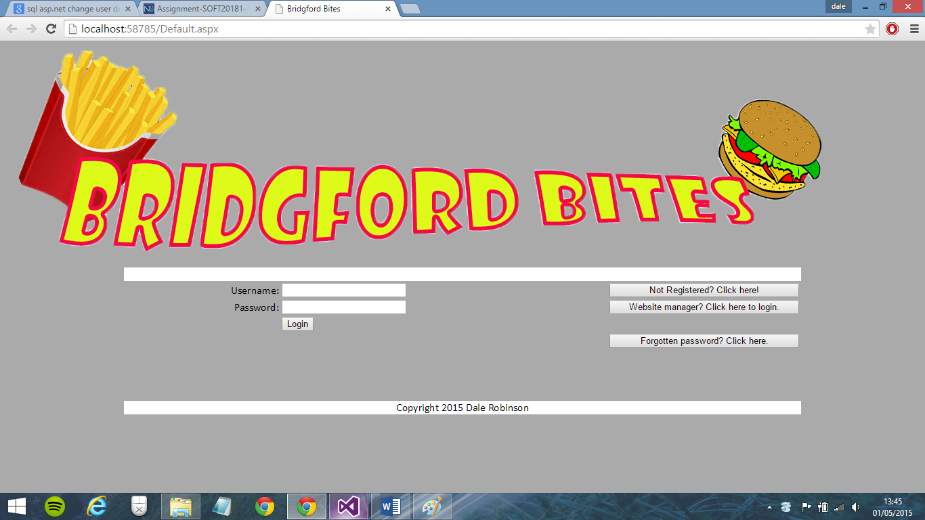 sql asp.net change user d
Assignment-SOFT20181-
Bridgford Bites
dale
localhost:58785/Default.aspx
BRIDGFORD BITES
Username:
Not Registered? Click here!
Password:
Website manager? Click here to login.
Login
Forgotten password? Click here.
Copyright 2015 Dale Robinson
13:45
01/05/2015